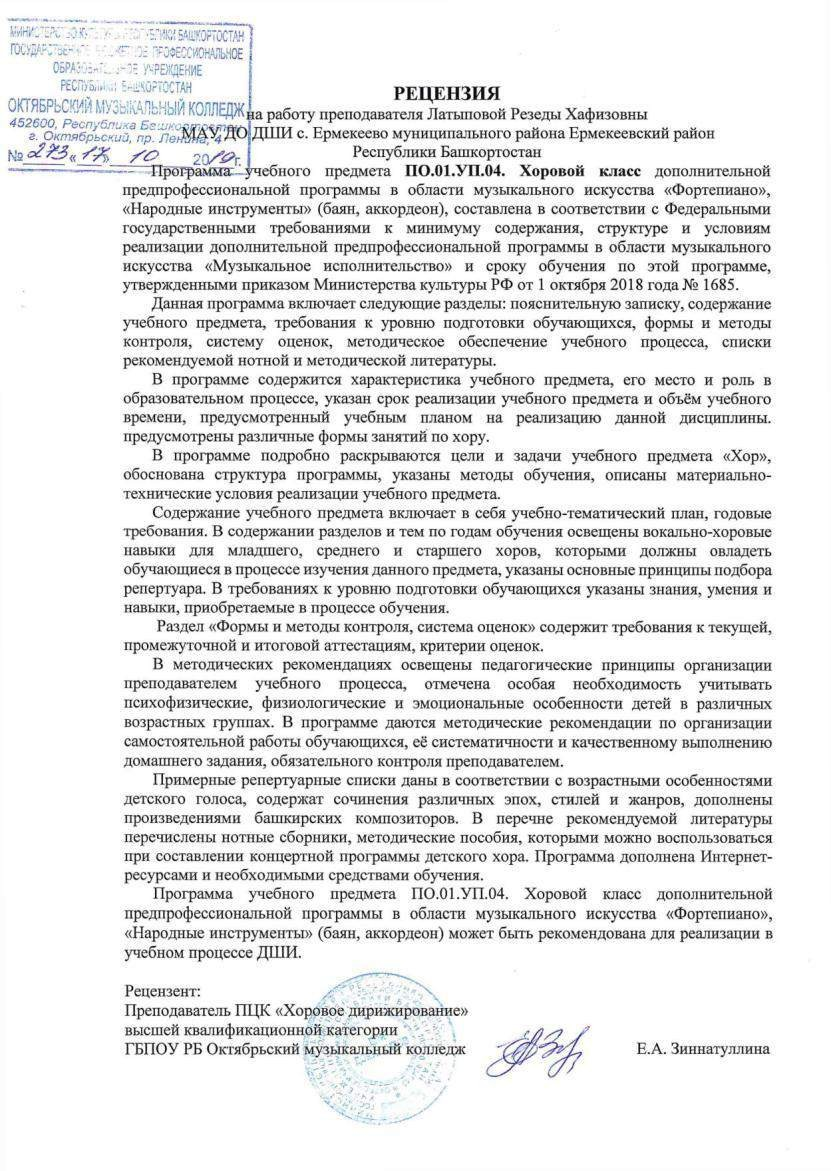 МИНИСТЕРСТВО КУЛЬТУРЫ РЕСПУБЛИКИ БАШКОРТОСТАН
ГОСУДАРСТВЕННОЕ БЮДЖЕТНОЕ ПРОФЕССИОНАЛЬНОЕ
ОБРАЗОВАТЕЛЬНОЕ УЧРЕЖДЕНИЕ
РЕСПУБЛИКИ БАШКОРТОСТАН
ОКТЯБРЬСКИЙ МУЗЫКАЛЬНЫЙ КОЛЛЕДЖ
452600, Республика Башкортостан
г. Октябрьский, пр. Ленина, 47
№ 273 «17» 10 2019г.
РЕЦЕНЗИЯ
на работу преподавателя Латыповой Резеды Хафизовны
МАУ ДО ДШИ с. Ермекеево муниципального района Ермекеевский район
Республики Башкортостан
Программа учебного предмета ПО.01.УП.04. Хоровой класс дополнительной
предпрофессиональной программы в области музыкального искусства «Фортепиано»,
«Народные инструменты» (баян, аккордеон), составлена в соответствии с Федеральными
государственными требованиями к минимуму содержания, структуре и условиям
реализации дополнительной предпрофессиональной программы в области музыкального
искусства «Музыкальное исполнительство» и сроку обучения по этой программе,
утвержденными приказом Министерства культуры РФ от 1 октября 2018 года № 1685.
Данная программа включает следующие разделы: пояснительную записку, содержание
учебного предмета, требования к уровню подготовки обучающихся, формы и методы
контроля, систему оценок, методическое обеспечение учебного процесса, списки
рекомендуемой нотной и методической литературы.
В программе содержится характеристика учебного предмета, его место и роль в
образовательном процессе, указан срок реализации учебного предмета и объём учебного
времени, предусмотренный учебным планом на реализацию данной дисциплины.
предусмотрены различные формы занятий по хору.
В программе подробно раскрываются цели и задачи учебного предмета «Хор»,
обоснована структура программы, указаны методы обучения, описаны материально-
технические условия реализации учебного предмета.
Содержание учебного предмета включает в себя учебно-тематический план, годовые
требования. В содержании разделов и тем по годам обучения освещены вокально-хоровые
навыки для младшего, среднего и старшего хоров, которыми должны овладеть
обучающиеся в процессе изучения данного предмета, указаны основные принципы подбора
репертуара. В требованиях к уровню подготовки обучающихся указаны знания, умения и
навыки, приобретаемые в процессе обучения.
Раздел «Формы и методы контроля, система оценок» содержит требования к текущей,
промежуточной и итоговой аттестациям, критерии оценок.
В методических рекомендациях освещены педагогические принципы организации
преподавателем учебного процесса, отмечена особая необходимость учитывать
психофизические, физиологические и эмоциональные особенности детей в различных
возрастных группах. В программе даются методические рекомендации по организации
самостоятельной работы обучающихся, её систематичности и качественному выполнению
домашнего задания, обязательного контроля преподавателем.
Примерные репертуарные списки даны в соответствии с возрастными особенностями
детского голоса, содержат сочинения различных эпох, стилей и жанров, дополнены
произведениями башкирских композиторов. В перечне рекомендуемой литературы
перечислены нотные сборники, методические пособия, которыми можно воспользоваться
при составлении концертной программы детского хора. Программа дополнена Интернет-
ресурсами и необходимыми средствами обучения.
Программа учебного предмета ПО.01.УП.04. Хоровой класс дополнительной
предпрофессиональной программы в области музыкального искусства «Фортепиано»,
«Народные инструменты» (баян, аккордеон) может быть рекомендована для реализации в
учебном процессе ДШИ.
Рецензент:
Преподаватель ПЦК «Хоровое дирижирование»
высшей квалификационной категории
ГБПОУ РБ Октябрьский музыкальный колледж Е.А. Зиннатуллина